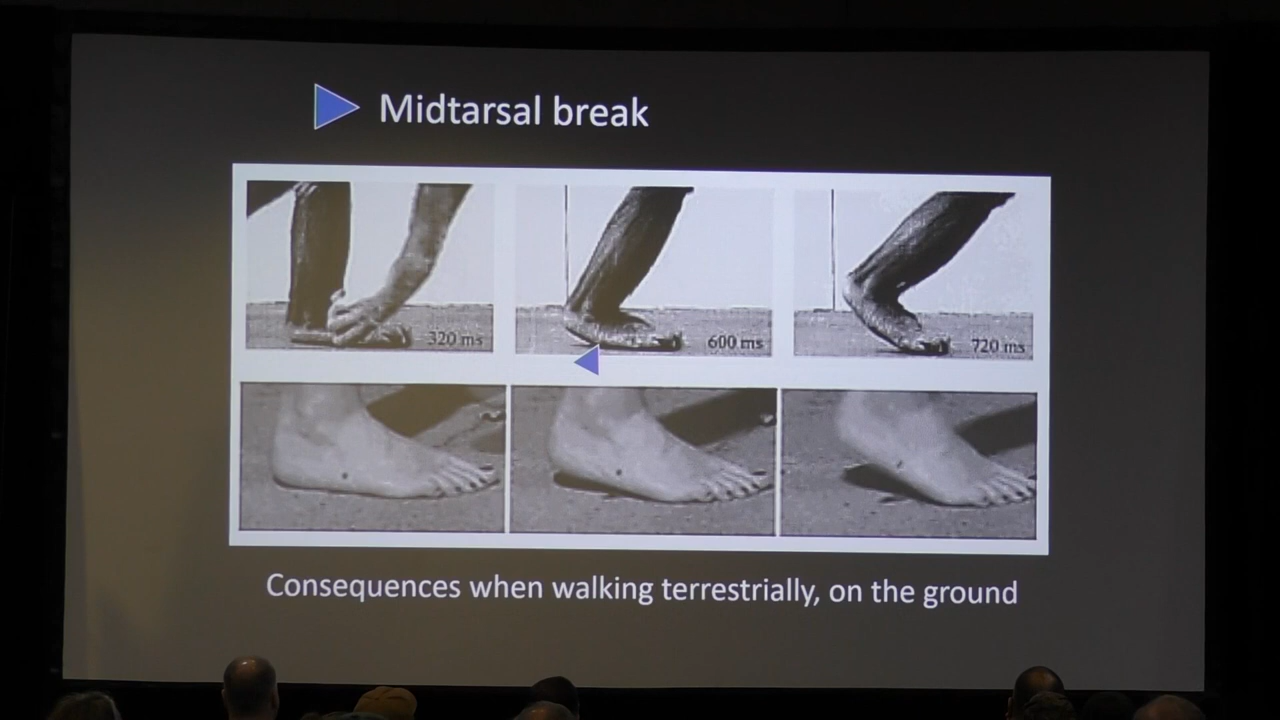 Midtarsal break
320 ms
600 ms
720 ms
Consequences when walking terrestrially, on the ground